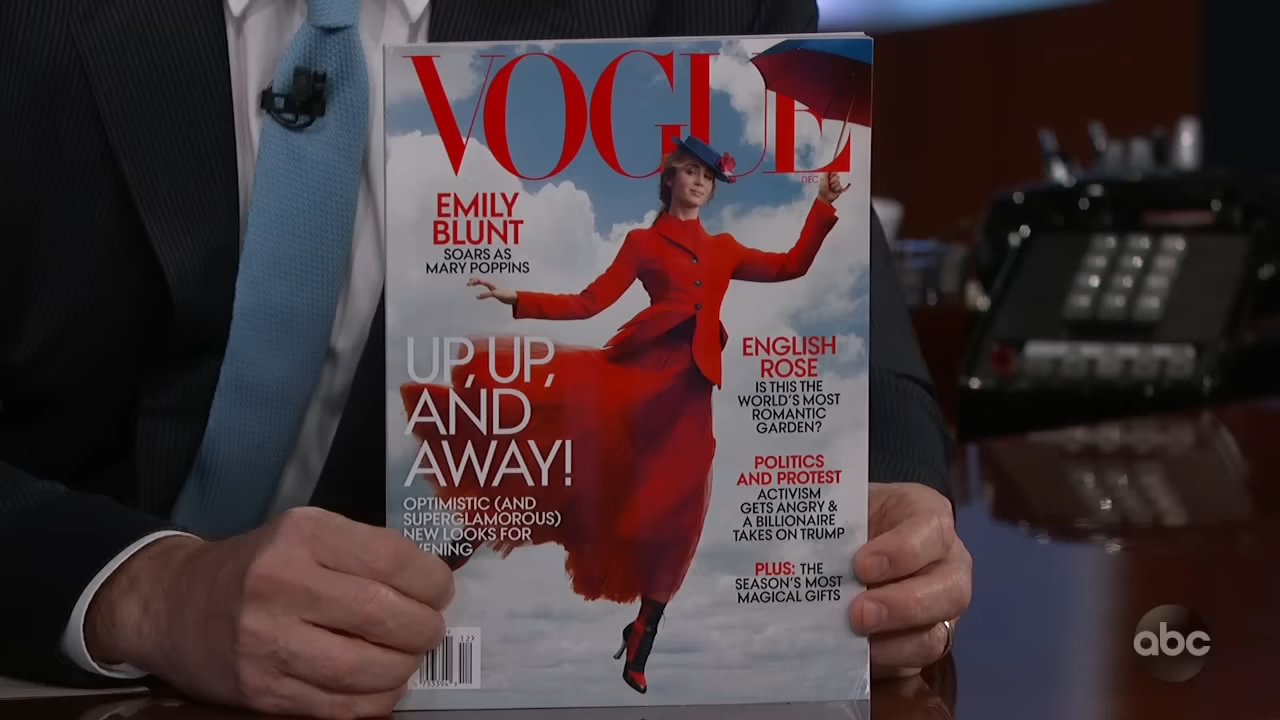 VOGUE
DEC
EMILY
BLUNT
SOARS AS
MARY POPPINS
UP, UP,
AND
AWAY!
OPTIMISTIC (AND
SUPERGLAMOROUS)
NEW LOOKS FOR
ENING
ENGLISH
ROSE
IS THIS THE
WORLD'S MOST
ROMANTIC
GARDEN?
POLITICS
AND PROTEST
ACTIVISM
GETS ANGRY &
A BILLIONAIRE
TAKES ON TRUMP
PLUS: THE
SEASON'S MOST
MAGICAL GIFTS
abc